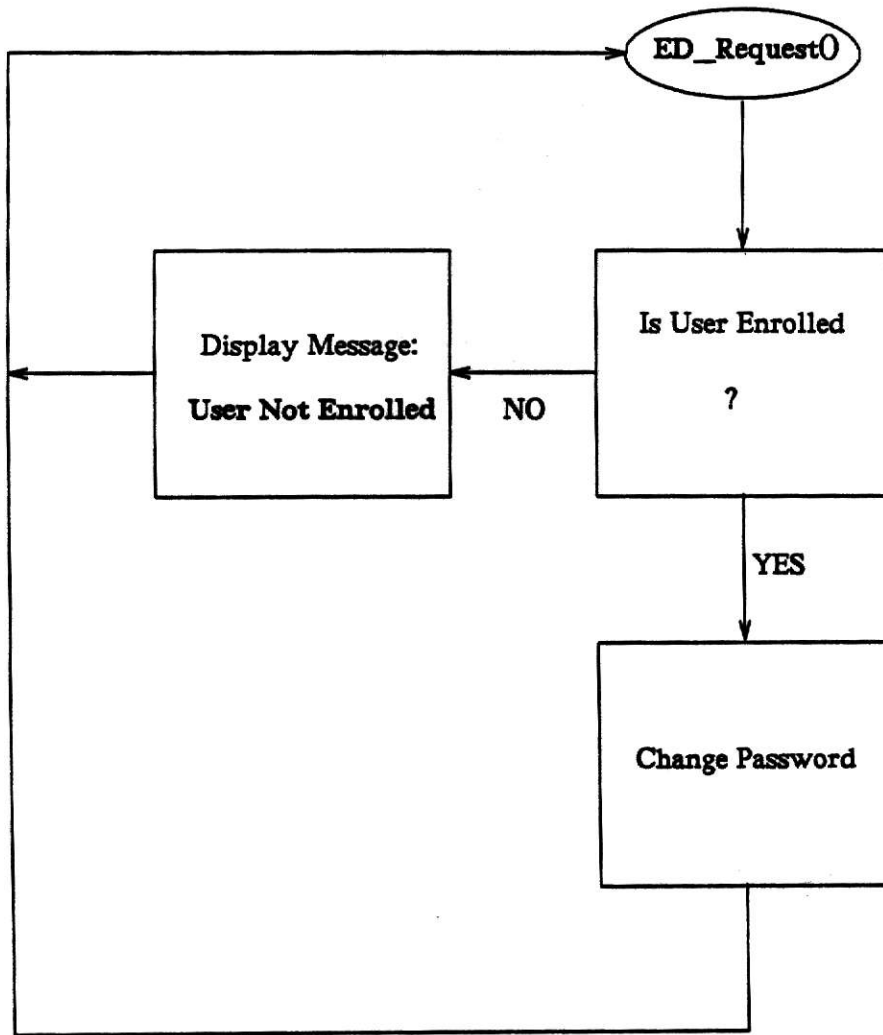 ED_Request()
Is User Enrolled
?
Display Message:
User Not Enrolled
NO
YES
Change Password